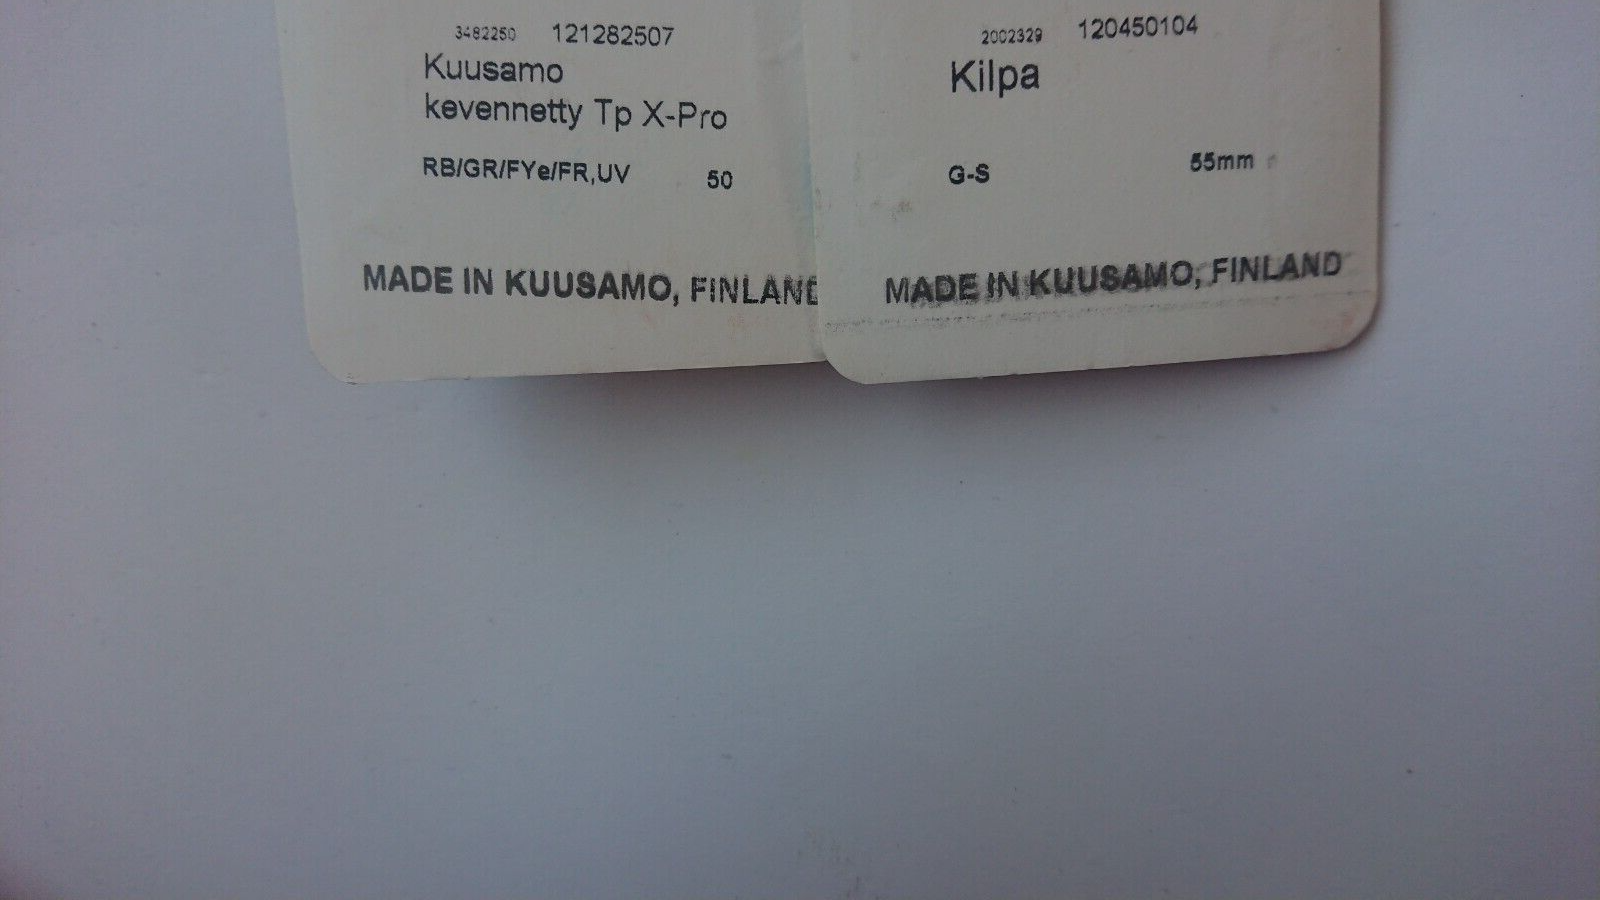 3482250 121282507
Kuusamo
kevennetty Tp X-Pro
RB/GR/FYe/FR,UV 50
MADE IN KUUSAMO, FINLAND
2002329 120450104
Kilpa
G-S 55mm
MADE IN KUUSAMO, FINLAND